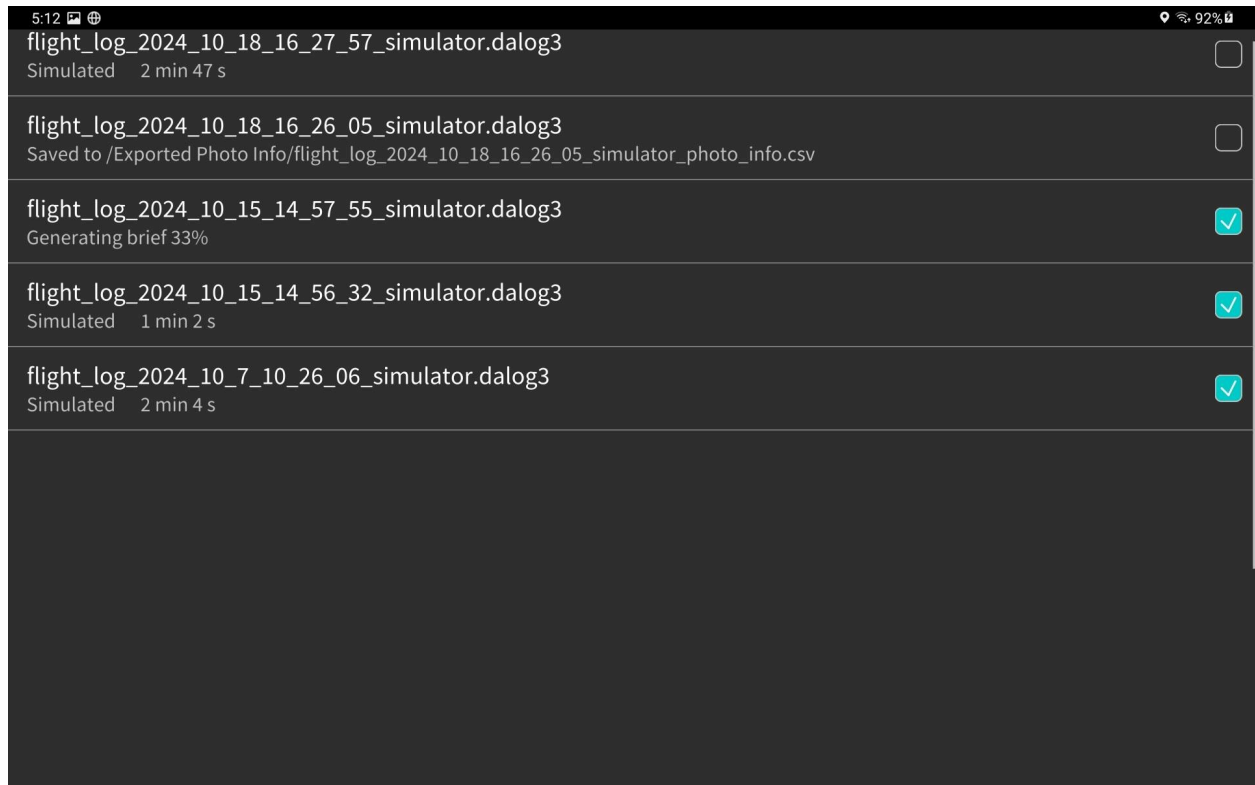 5:12
92%
flight_log_2024_10_18_16_27_57_simulator.dalog3
Simulated 2 min 47 s
flight_log_2024_10_18_16_26_05_simulator.dalog3
Saved to /Exported Photo Info/flight_log_2024_10_18_16_26_05_simulator_photo_info.csv
flight_log_2024_10_15_14_57_55_simulator.dalog3
Generating brief 33%
flight_log_2024_10_15_14_56_32_simulator.dalog3
Simulated 1 min 2 s
flight_log_2024_10_7_10_26_06_simulator.dalog3
Simulated 2 min 4 s